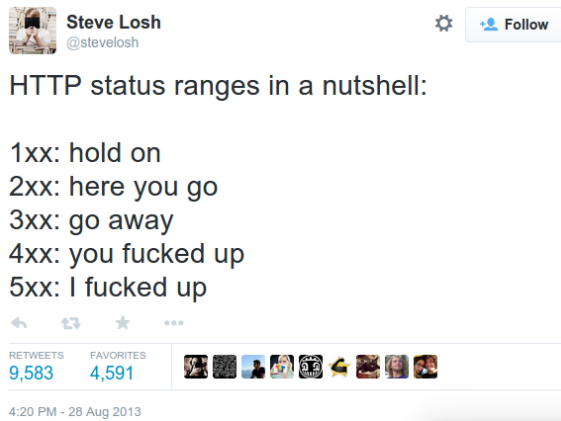 Steve Losh
@stevelosh
Follow
HTTP status ranges in a nutshell:
1xx: hold on
2xx: here you go
3xx: go away
4xx: you fucked up
5xx: I fucked up
RETWEETS FAVORITES
9,583 4,591
4:20 PM - 28 Aug 2013